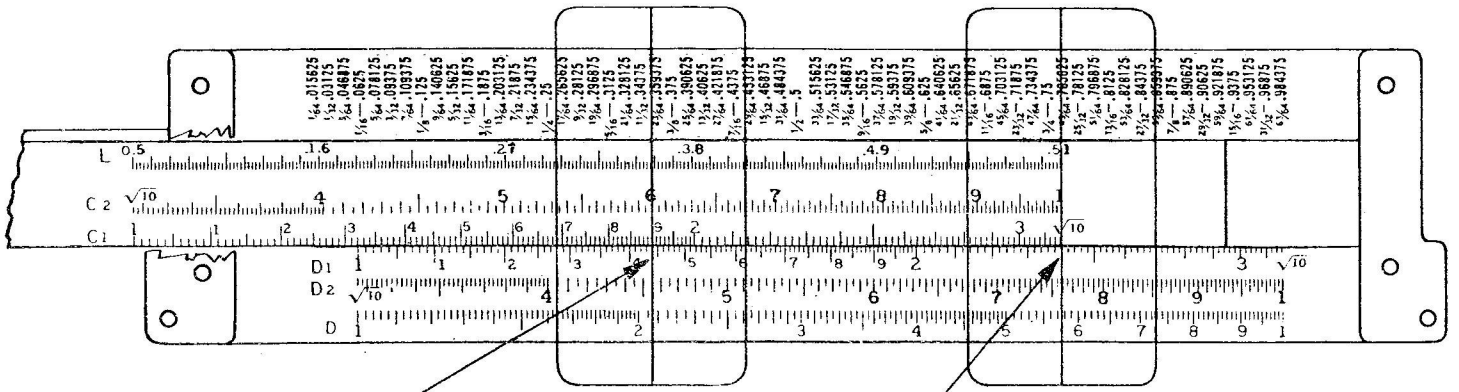 1/64 .015625
1/32 .03125
3/64 .046875
1/16 — .0625
5/64 .078125
3/32 .09375
7/64 .109375
1/8 — .125
9/64 .140625
5/32 .15625
11/64 .171875
3/16 .1875
13/64 .203125
7/32 .21875
15/64 .234375
1/4 — .25
.265625
9/32 .28125
19/64 .296875
5/16 — .3125
21/64 .328125
11/32 .34375
.359375
3/8 — .375
25/64 .390625
13/32 .40625
27/64 .421875
7/16 — .4375
.453125
15/32 .46875
31/64 .484375
1/2 — .5
33/64 .515625
17/32 .53125
35/64 .546875
9/16 — .5625
37/64 .578125
19/32 .59375
39/64 .609375
5/8 — .625
41/64 .640625
21/32 .65625
.671875
11/16 — .6875
45/64 .703125
23/32 .71875
47/64 .734375
3/4 — .75
.765625
25/32 .78125
51/64 .796875
13/16 .8125
53/64 .828125
27/32 .84375
.859375
7/8 — .875
57/64 .890625
29/32 .90625
59/64 .921875
15/16 — .9375
61/64 .953125
31/32 .96875
63/64 .984375
L 0.5 .1.6 .2.7 .3.8 .4.9 .51
C2 √10 4 5 6 7 8 9 1
C1 1 1 2 3 4 5 6 7 8 9 2 3 √10
D1 1 1 2 3 4 5 6 7 8 9 2 3 √10
D2 √10 4 5 6 7 8 9 1
D 1 2 3 4 5 6 7 8 9 1